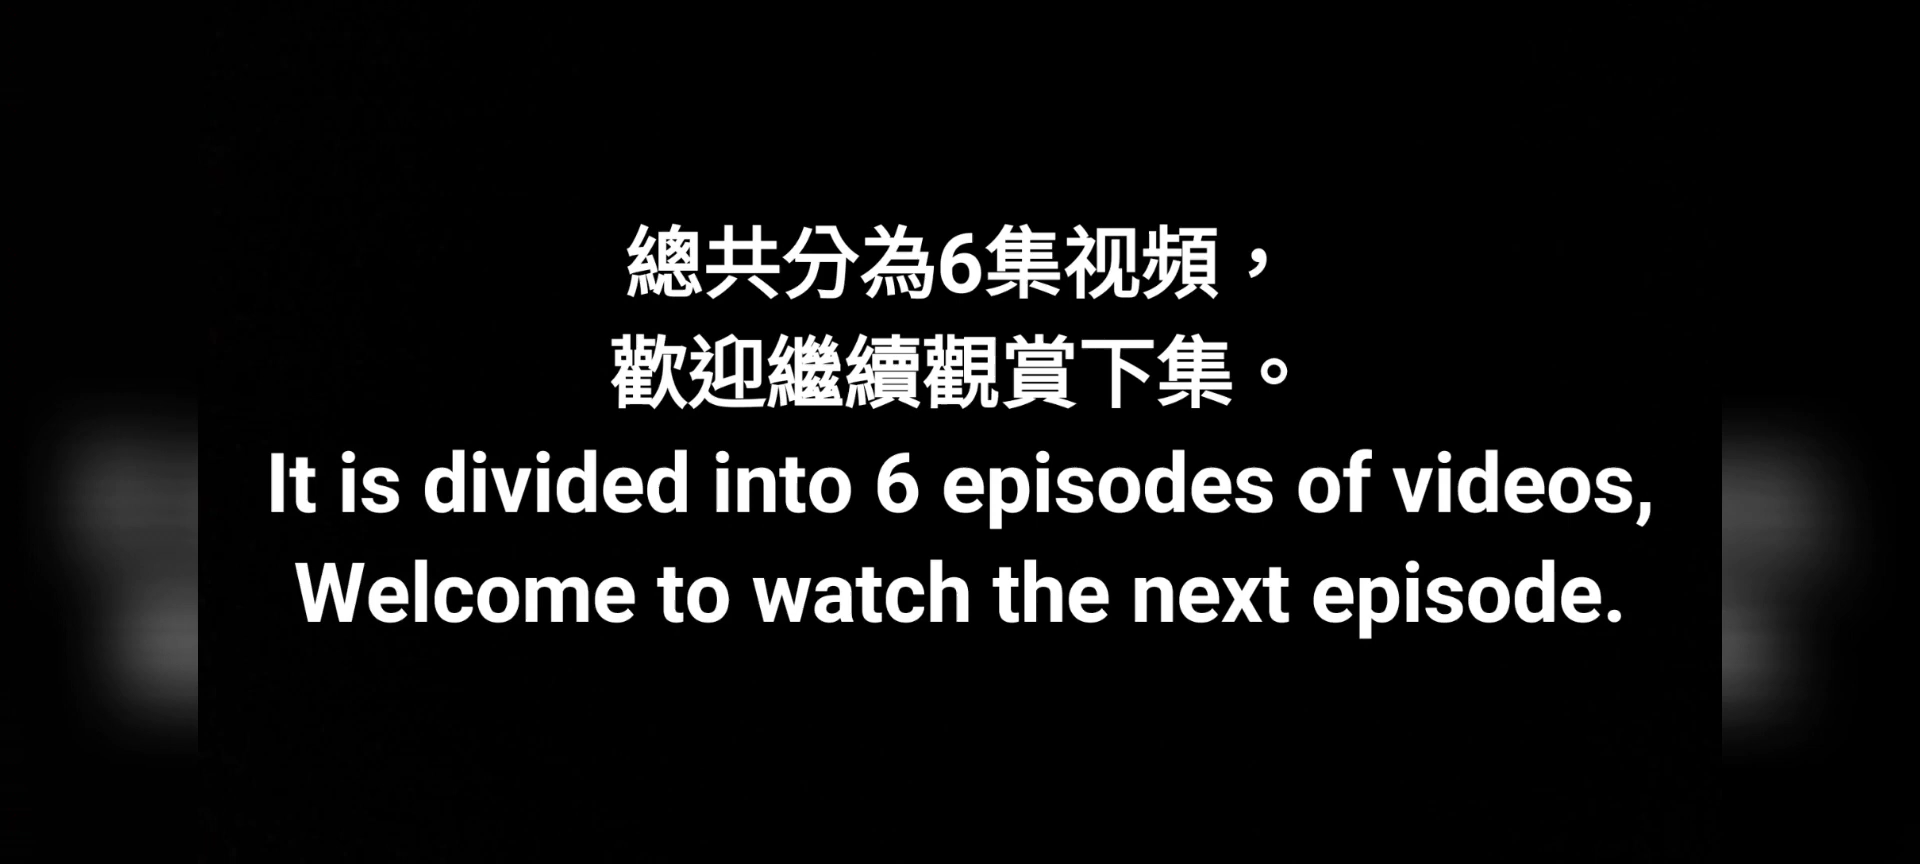 總共分為6集视頻，
歡迎繼續觀賞下集。
It is divided into 6 episodes of videos,
Welcome to watch the next episode.